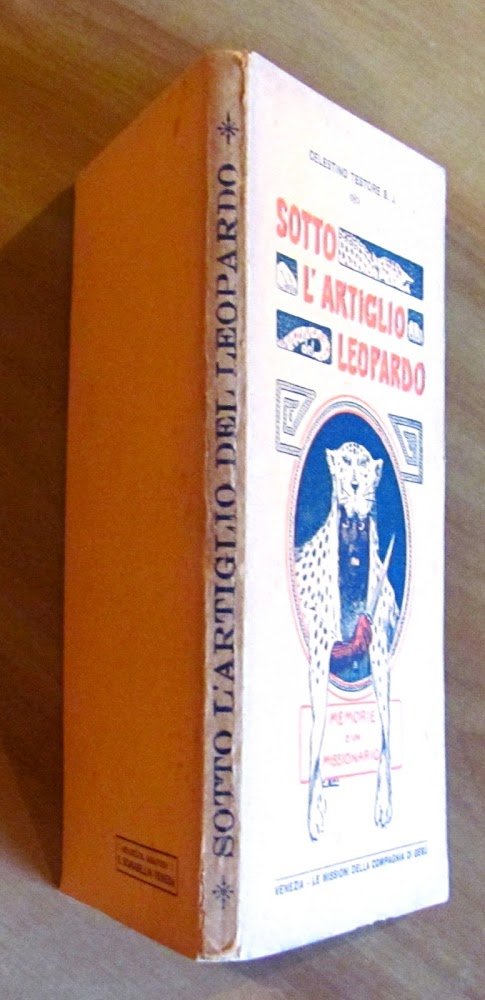 SOTTO L'ARTIGLIO DEL LEOPARDO
CELESTINO TESTORE S. J.
SOTTO
L'ARTIGLIO
LEOPARDO
MEMORIE
D'UN
MISSIONARIO
VENEZIA - LE MISSIONI DELLA COMPAGNIA DI GESÙ